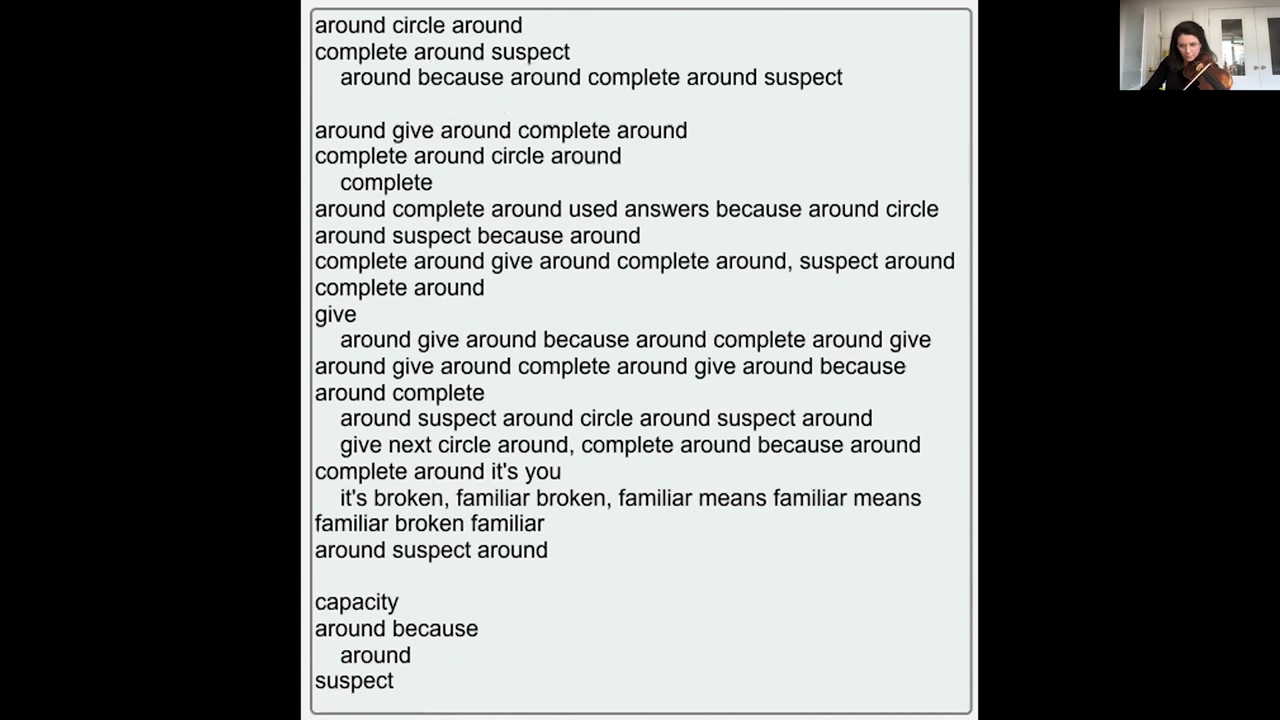 around circle around
complete around suspect
around because around complete around suspect
around give around complete around
complete around circle around
complete
around complete around used answers because around circle
around suspect because around
complete around give around complete around, suspect around
complete around
give
around give around because around complete around give
around give around complete around give around because
around complete
around suspect around circle around suspect around
give next circle around, complete around because around
complete around it's you
it's broken, familiar broken, familiar means familiar means
familiar broken familiar
around suspect around
capacity
around because
around
suspect